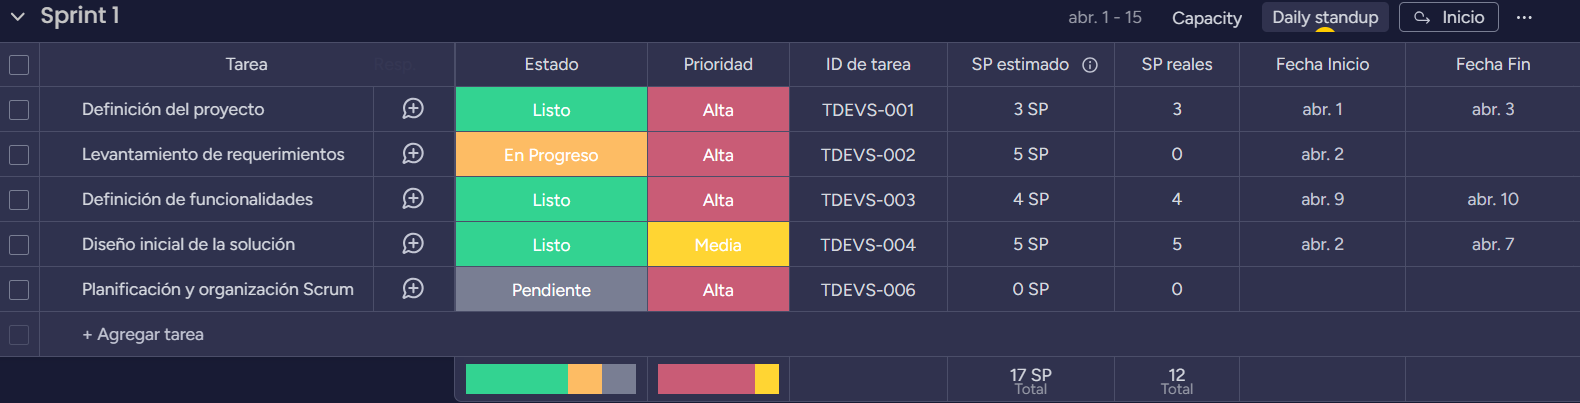 Sprint 1 abr. 1 - 15 Capacity Daily standup Inicio
Tarea Estado Prioridad ID de tarea SP estimado SP reales Fecha Inicio Fecha Fin
Definición del proyecto Listo Alta TDEVS-001 3 SP 3 abr. 1 abr. 3
Levantamiento de requerimientos En Progreso Alta TDEVS-002 5 SP 0 abr. 2
Definición de funcionalidades Listo Alta TDEVS-003 4 SP 4 abr. 9 abr. 10
Diseño inicial de la solución Listo Media TDEVS-004 5 SP 5 abr. 2 abr. 7
Planificación y organización Scrum Pendiente Alta TDEVS-006 0 SP 0
+ Agregar tarea
17 SP 12
Total Total